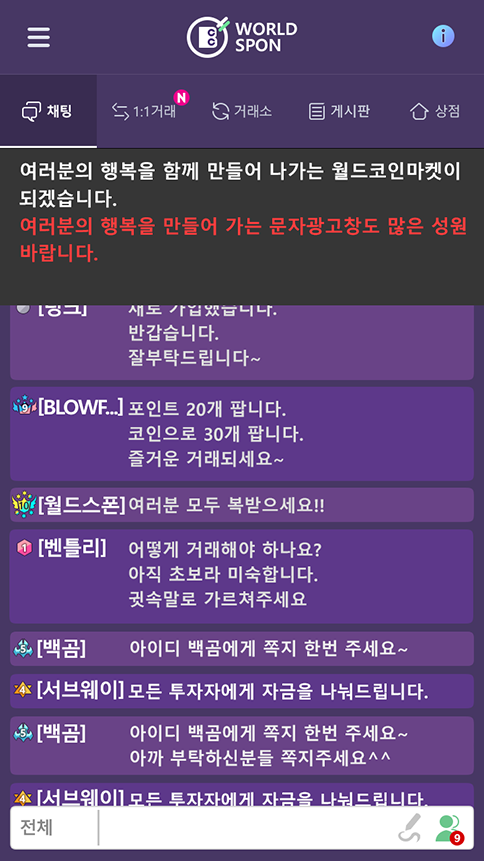 WORLD
SPON
채팅
1:1거래
N
거래소
게시판
상점
여러분의 행복을 함께 만들어 나가는 월드코인마켓이
되겠습니다.
여러분의 행복을 만들어 가는 문자광고창도 많은 성원
바랍니다.
[핑크] 새로 가입했습니다.
반갑습니다.
잘부탁드립니다~
9 [BLOWF...] 포인트 20개 팝니다.
코인으로 30개 팝니다.
즐거운 거래되세요~
10 [월드스폰] 여러분 모두 복받으세요!!
1 [벤틀리] 어떻게 거래해야 하나요?
아직 초보라 미숙합니다.
귓속말로 가르쳐주세요
5 [백곰] 아이디 백곰에게 쪽지 한번 주세요~
4 [서브웨이] 모든 투자자에게 자금을 나눠드립니다.
5 [백곰] 아이디 백곰에게 쪽지 한번 주세요~
아까 부탁하신분들 쪽지주세요^^
4 [서브웨이] 모든 투자자에게 자금을 나눠드립니다.
전체
9